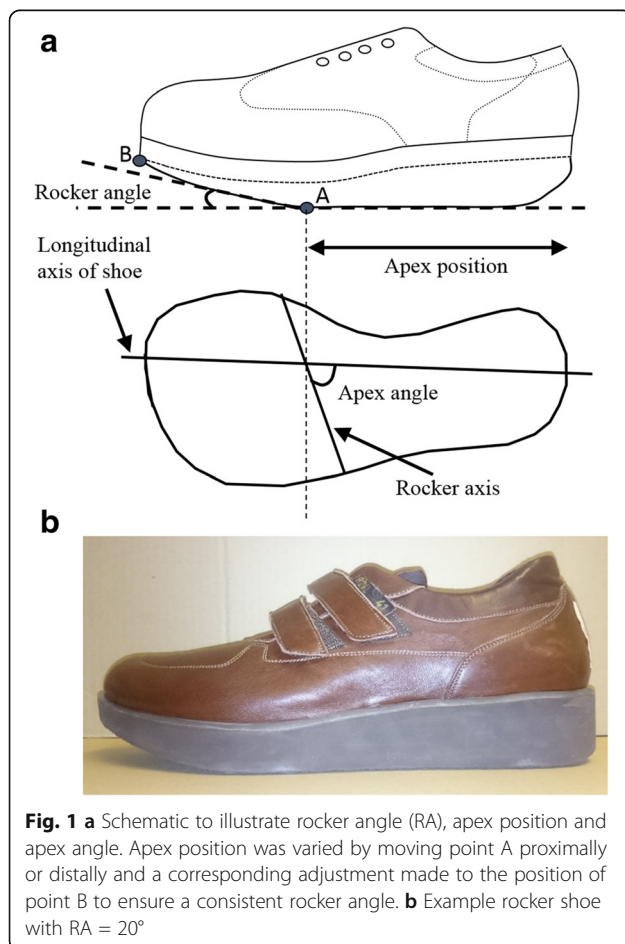 a
B
A
Rocker angle
Longitudinal
axis of shoe
Apex position
Apex angle
Rocker axis
b
Fig. 1 a Schematic to illustrate rocker angle (RA), apex position and
apex angle. Apex position was varied by moving point A proximally
or distally and a corresponding adjustment made to the position of
point B to ensure a consistent rocker angle. b Example rocker shoe
with RA = 20°